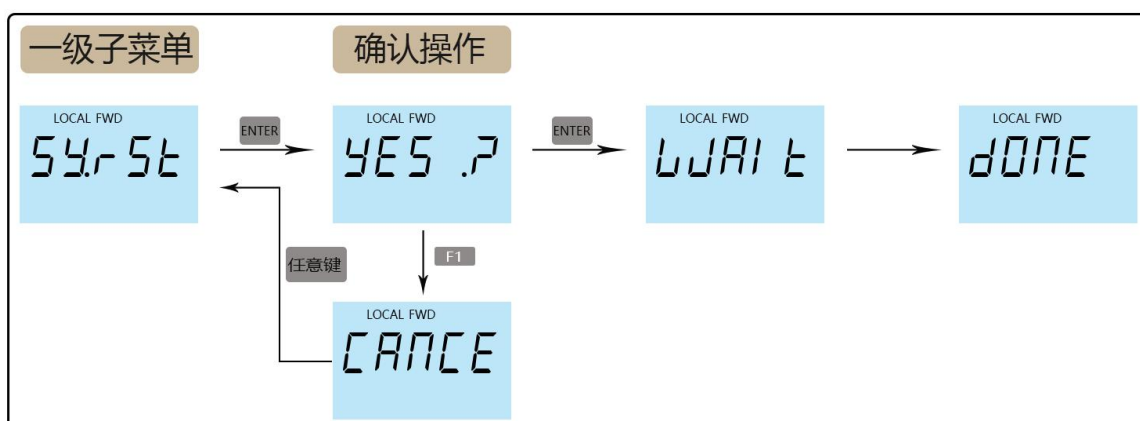 一级子菜单
确认操作
LOCAL FWD
SY.rSt
ENTER
LOCAL FWD
YES .?
ENTER
LOCAL FWD
WAIt
LOCAL FWD
dONE
任意键
F1
LOCAL FWD
CANCE